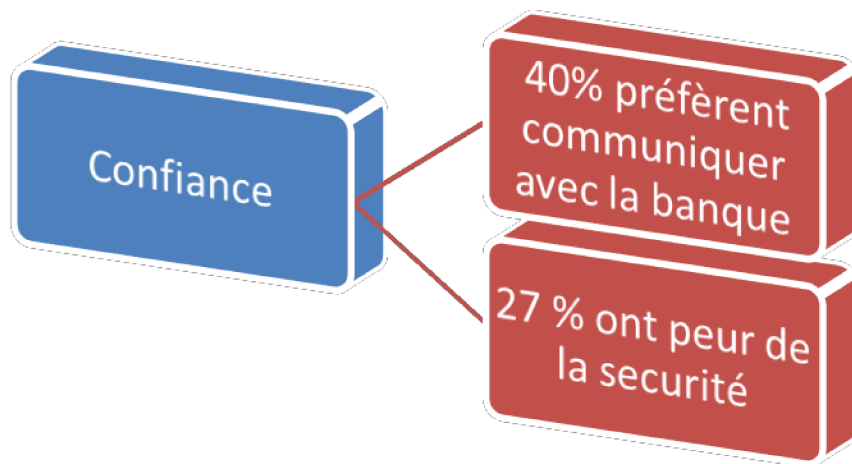 Confiance
40% préfèrent
communiquer
avec la banque
27 % ont peur de
la securité